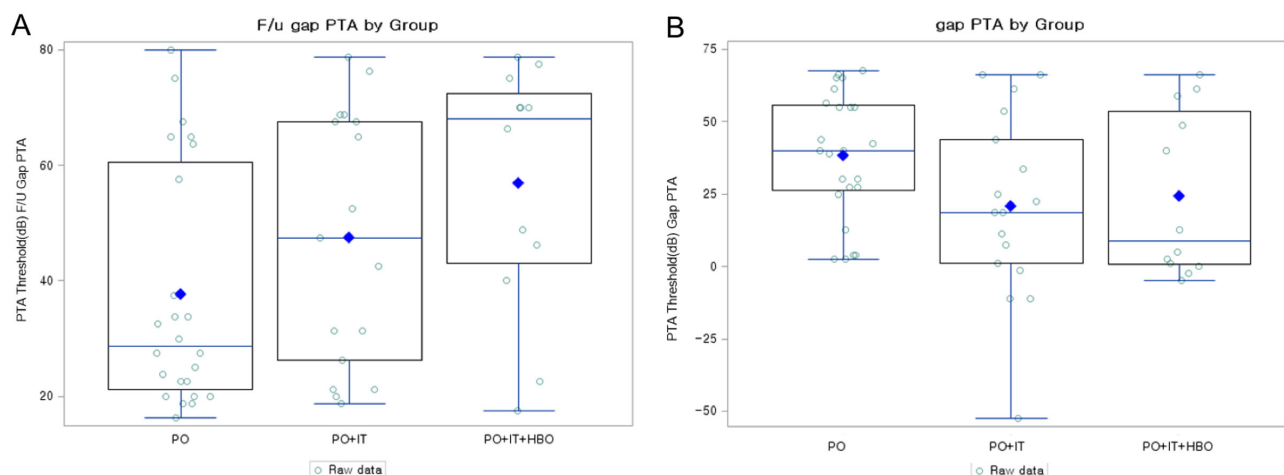 A
F/u gap PTA by Group
PTA Threshold(dB) F/U Gap PTA
80
60
40
20
PO
PO+IT
PO+IT+HBO
Raw data
B
gap PTA by Group
PTA Threshold(dB) Gap PTA
75
50
25
0
−25
−50
PO
PO+IT
PO+IT+HBO
Raw data